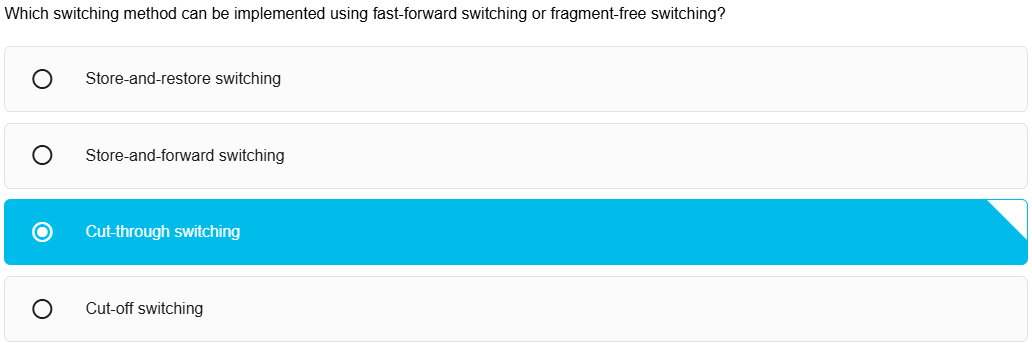 Which switching method can be implemented using fast-forward switching or fragment-free switching?
Store-and-restore switching
Store-and-forward switching
Cut-through switching
Cut-off switching